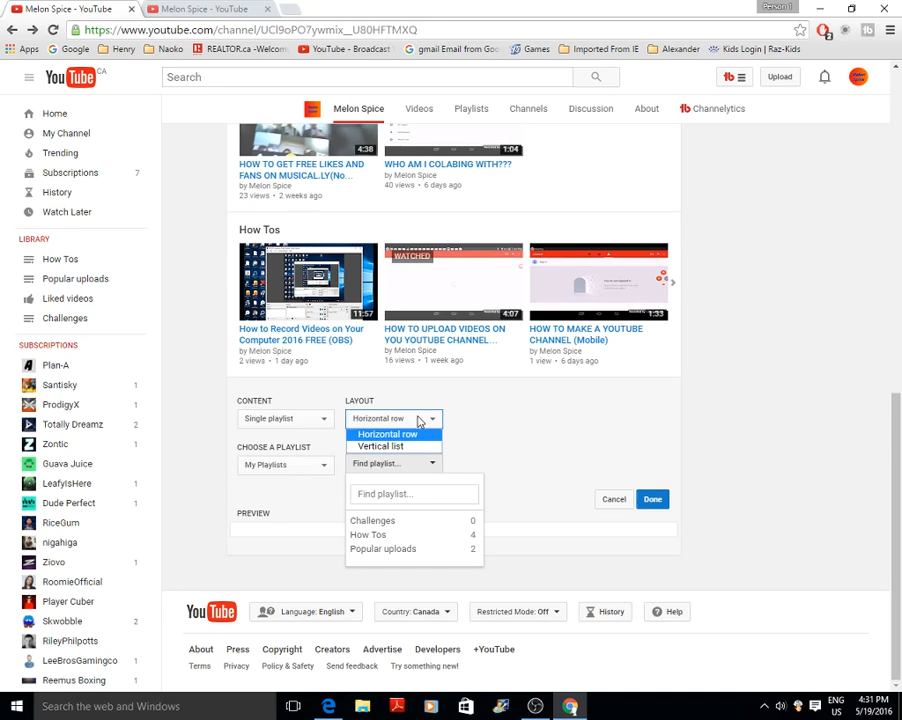 Melon Spice - YouTube
Melon Spice - YouTube
Person 1
https://www.youtube.com/channel/UCl9oPO7ywmix__U80HFTMXQ
Apps
Google
Henry
Naoko
REALTOR.ca -Welcom
YouTube - Broadcast
gmail Email from Goo
Games
Imported From IE
Alexander
Kids Login | Raz-Kids
YouTube CA
Search
Upload
Melon Spice
Videos
Playlists
Channels
Discussion
About
Channelytics
Home
My Channel
Trending
Subscriptions 7
History
Watch Later
LIBRARY
How Tos
Popular uploads
Liked videos
Challenges
SUBSCRIPTIONS
Plan-A
Santisky 1
ProdigyX 1
Totally Dreamz 2
Zontic 1
Guava Juice
LeafyIsHere 1
Dude Perfect 1
RiceGum
nigahiga
Ziovo 1
RoomieOfficial
Player Cuber
Skwobble 2
RileyPhilpotts
LeeBrosGamingco 1
Reemus Boxing 1
4:38
1:04
HOW TO GET FREE LIKES AND
FANS ON MUSICAL.LY(No...
by Melon Spice
23 views • 2 weeks ago
WHO AM I COLABING WITH???
by Melon Spice
40 views • 6 days ago
How Tos
11:57
WATCHED
4:07
1:33
How to Record Videos on Your
Computer 2016 FREE (OBS)
by Melon Spice
2 views • 1 day ago
HOW TO UPLOAD VIDEOS ON
YOU YOUTUBE CHANNEL...
by Melon Spice
16 views • 1 week ago
HOW TO MAKE A YOUTUBE
CHANNEL (Mobile)
by Melon Spice
1 view • 6 days ago
CONTENT
LAYOUT
Single playlist
Horizontal row
Horizontal row
Vertical list
CHOOSE A PLAYLIST
My Playlists
Find playlist...
Find playlist...
Challenges 0
How Tos 4
Popular uploads 2
Cancel
Done
PREVIEW
YouTube
Language: English
Country: Canada
Restricted Mode: Off
History
Help
About
Press
Copyright
Creators
Advertise
Developers
+YouTube
Terms
Privacy
Policy & Safety
Send feedback
Try something new!
Search the web and Windows
ENG
US
4:31 PM
5/19/2016